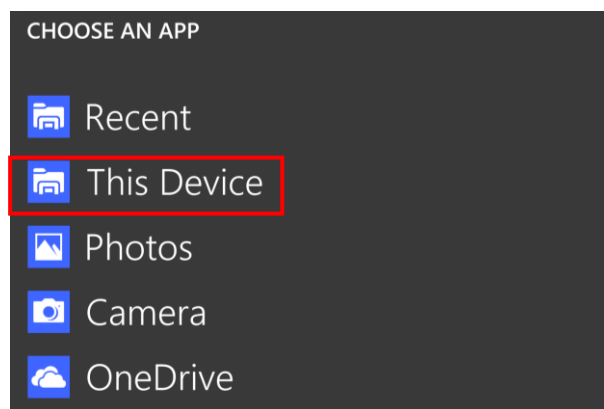 CHOOSE AN APP
Recent
This Device
Photos
Camera
OneDrive